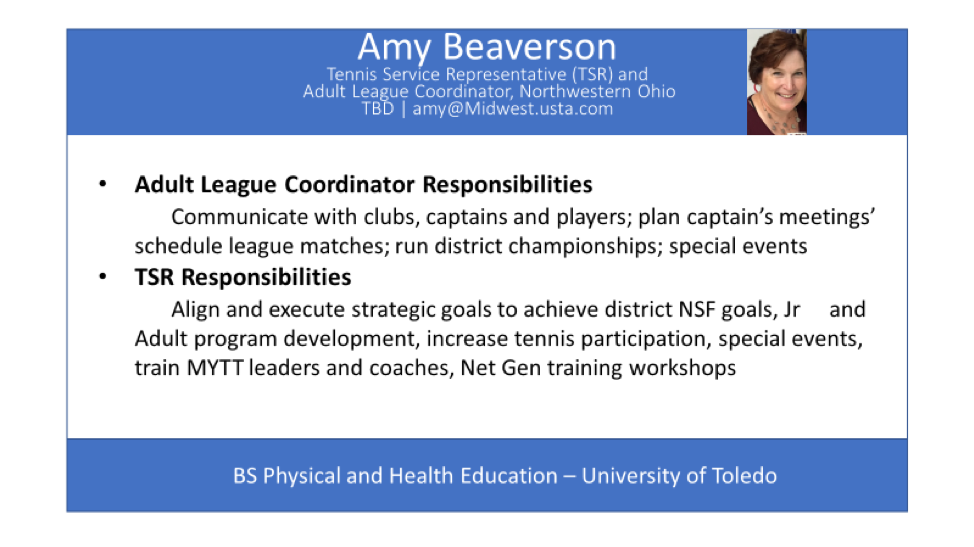 Amy Beaverson
Tennis Service Representative (TSR) and
Adult League Coordinator, Northwestern Ohio
TBD | amy@Midwest.usta.com
• Adult League Coordinator Responsibilities
Communicate with clubs, captains and players; plan captain's meetings'
schedule league matches; run district championships; special events
• TSR Responsibilities
Align and execute strategic goals to achieve district NSF goals, Jr and
Adult program development, increase tennis participation, special events,
train MYTT leaders and coaches, Net Gen training workshops
BS Physical and Health Education – University of Toledo